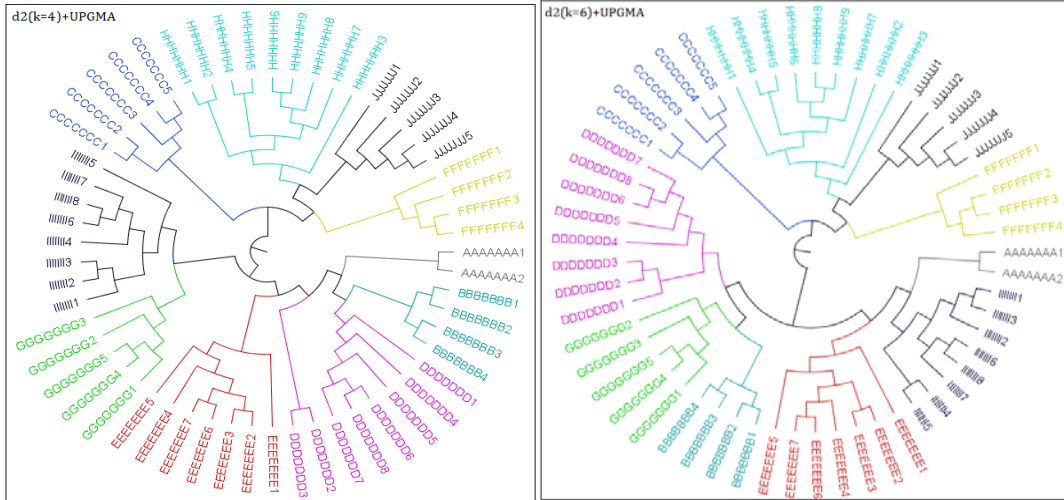 d2(k=4)+UPGMA
CCCCCCC1
CCCCCCC2
CCCCCCC3
CCCCCCC4
CCCCCCC5
HHHHHHH1
HHHHHHH2
HHHHHHH4
HHHHHHH5
HHHHHHH6
HHHHHHH9
HHHHHHH8
HHHHHHH7
HHHHHHH3
JJJJJJJ1
JJJJJJJ2
JJJJJJJ3
JJJJJJJ4
JJJJJJJ5
FFFFFFF1
FFFFFFF2
FFFFFFF3
FFFFFFF4
AAAAAAA1
AAAAAAA2
BBBBBBB1
BBBBBBB2
BBBBBBB3
BBBBBBB4
DDDDDDD1
DDDDDDD4
DDDDDDD5
DDDDDDD6
DDDDDDD8
DDDDDDD7
DDDDDDD2
DDDDDDD3
EEEEEEE1
EEEEEEE2
EEEEEEE3
EEEEEEE6
EEEEEEE7
EEEEEEE4
EEEEEEE5
GGGGGGG1
GGGGGGG4
GGGGGGG5
GGGGGGG2
GGGGGGG3
IIIIIII1
IIIIIII2
IIIIIII3
IIIIIII4
IIIIIII6
IIIIIII8
IIIIIII7
IIIIIII5
d2(k=6)+UPGMA
CCCCCCC1
CCCCCCC2
CCCCCCC3
CCCCCCC4
CCCCCCC5
HHHHHHH1
HHHHHHH4
HHHHHHH5
HHHHHHH6
HHHHHHH8
HHHHHHH9
HHHHHHH7
HHHHHHH2
HHHHHHH3
JJJJJJJ1
JJJJJJJ2
JJJJJJJ3
JJJJJJJ4
JJJJJJJ5
FFFFFFF1
FFFFFFF2
FFFFFFF3
FFFFFFF4
AAAAAAA1
AAAAAAA2
IIIIIII1
IIIIIII3
IIIIIII2
IIIIIII6
IIIIIII8
IIIIIII7
IIIIIII4
IIIIIII5
EEEEEEE1
EEEEEEE2
EEEEEEE3
EEEEEEE4
EEEEEEE6
EEEEEEE7
EEEEEEE5
BBBBBBB1
BBBBBBB2
BBBBBBB3
BBBBBBB4
GGGGGGG1
GGGGGGG4
GGGGGGG5
GGGGGGG3
GGGGGGG2
DDDDDDD1
DDDDDDD2
DDDDDDD3
DDDDDDD4
DDDDDDD5
DDDDDDD6
DDDDDDD8
DDDDDDD7